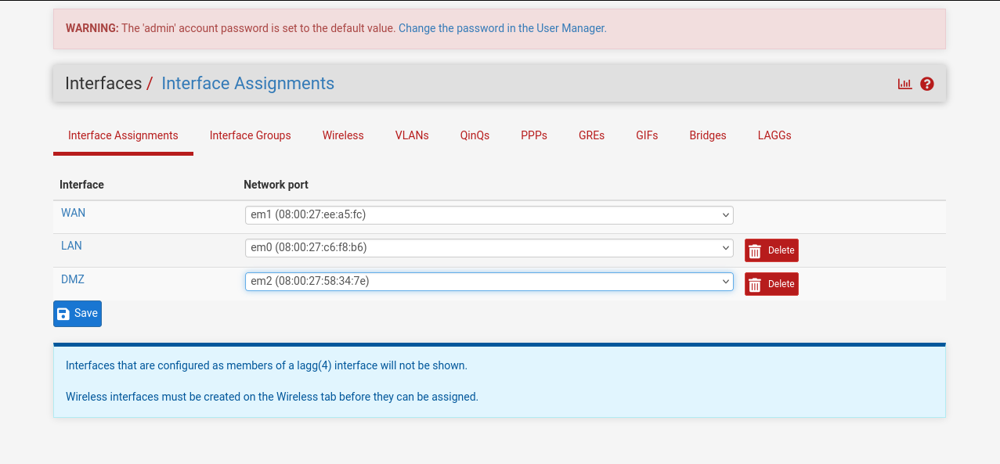 WARNING: The 'admin' account password is set to the default value. Change the password in the User Manager.
Interfaces / Interface Assignments
Interface Assignments Interface Groups Wireless VLANs QinQs PPPs GREs GIFs Bridges LAGGs
Interface Network port
WAN em1 (08:00:27:ee:a5:fc)
LAN em0 (08:00:27:c6:f8:b6) Delete
DMZ em2 (08:00:27:58:34:7e) Delete
Save
Interfaces that are configured as members of a lagg(4) interface will not be shown.
Wireless interfaces must be created on the Wireless tab before they can be assigned.